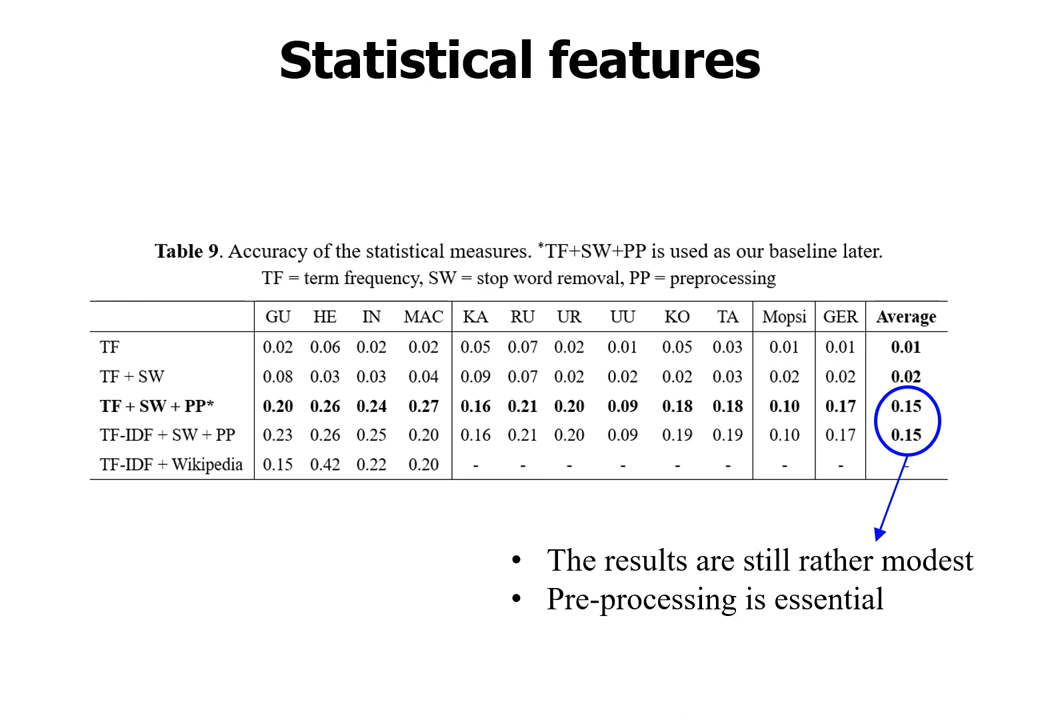 Statistical features
Table 9. Accuracy of the statistical measures. *TF+SW+PP is used as our baseline later.
TF = term frequency, SW = stop word removal, PP = preprocessing
GU HE IN MAC KA RU UR UU KO TA Mopsi GER Average
TF 0.02 0.06 0.02 0.02 0.05 0.07 0.02 0.01 0.05 0.03 0.01 0.01 0.01
TF + SW 0.08 0.03 0.03 0.04 0.09 0.07 0.02 0.02 0.02 0.03 0.02 0.02 0.02
TF + SW + PP* 0.20 0.26 0.24 0.27 0.16 0.21 0.20 0.09 0.18 0.18 0.10 0.17 0.15
TF-IDF + SW + PP 0.23 0.26 0.25 0.20 0.16 0.21 0.20 0.09 0.19 0.19 0.10 0.17 0.15
TF-IDF + Wikipedia 0.15 0.42 0.22 0.20 - - - - - - - - -
• The results are still rather modest
• Pre-processing is essential